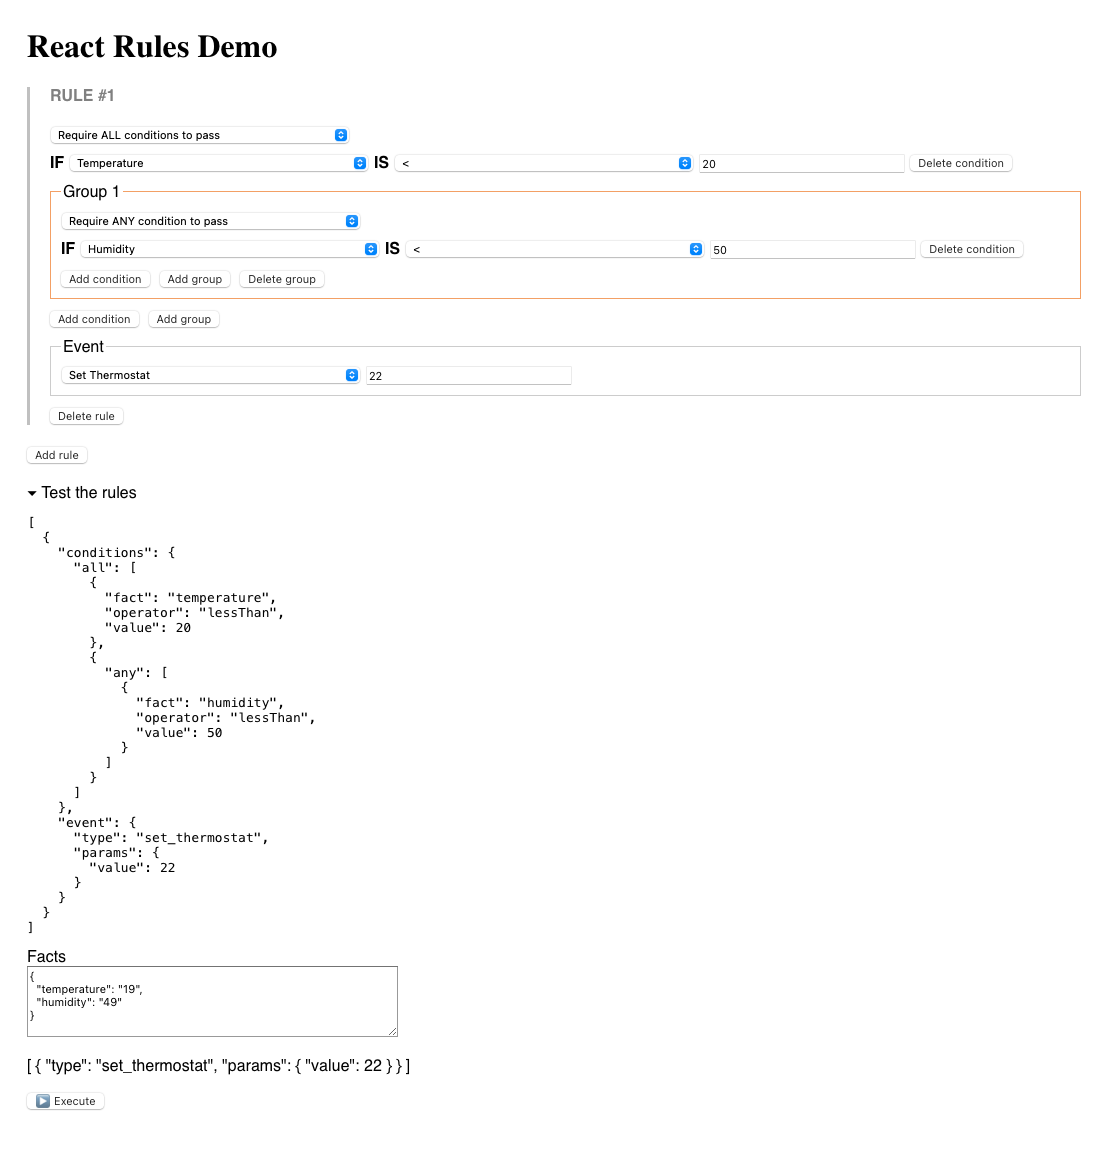 React Rules Demo
RULE #1
Require ALL conditions to pass
IF Temperature IS < 20 Delete condition
Group 1
Require ANY condition to pass
IF Humidity IS < 50 Delete condition
Add condition Add group Delete group
Add condition Add group
Event
Set Thermostat 22
Delete rule
Add rule
Test the rules
[
  {
    "conditions": {
      "all": [
        {
          "fact": "temperature",
          "operator": "lessThan",
          "value": 20
        },
        {
          "any": [
            {
              "fact": "humidity",
              "operator": "lessThan",
              "value": 50
            }
          ]
        }
      ]
    },
    "event": {
      "type": "set_thermostat",
      "params": {
        "value": 22
      }
    }
  }
]
Facts
{
  "temperature": "19",
  "humidity": "49"
}
[ { "type": "set_thermostat", "params": { "value": 22 } } ]
Execute